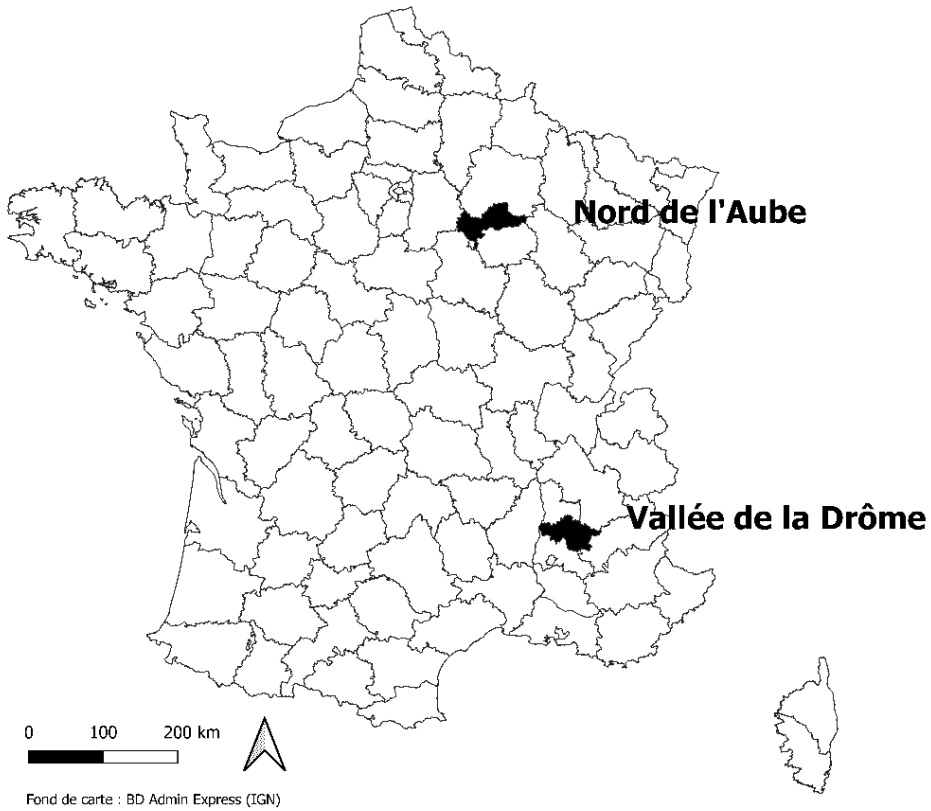 Nord de l'Aube
Vallée de la Drôme
0 100 200 km
Fond de carte : BD Admin Express (IGN)